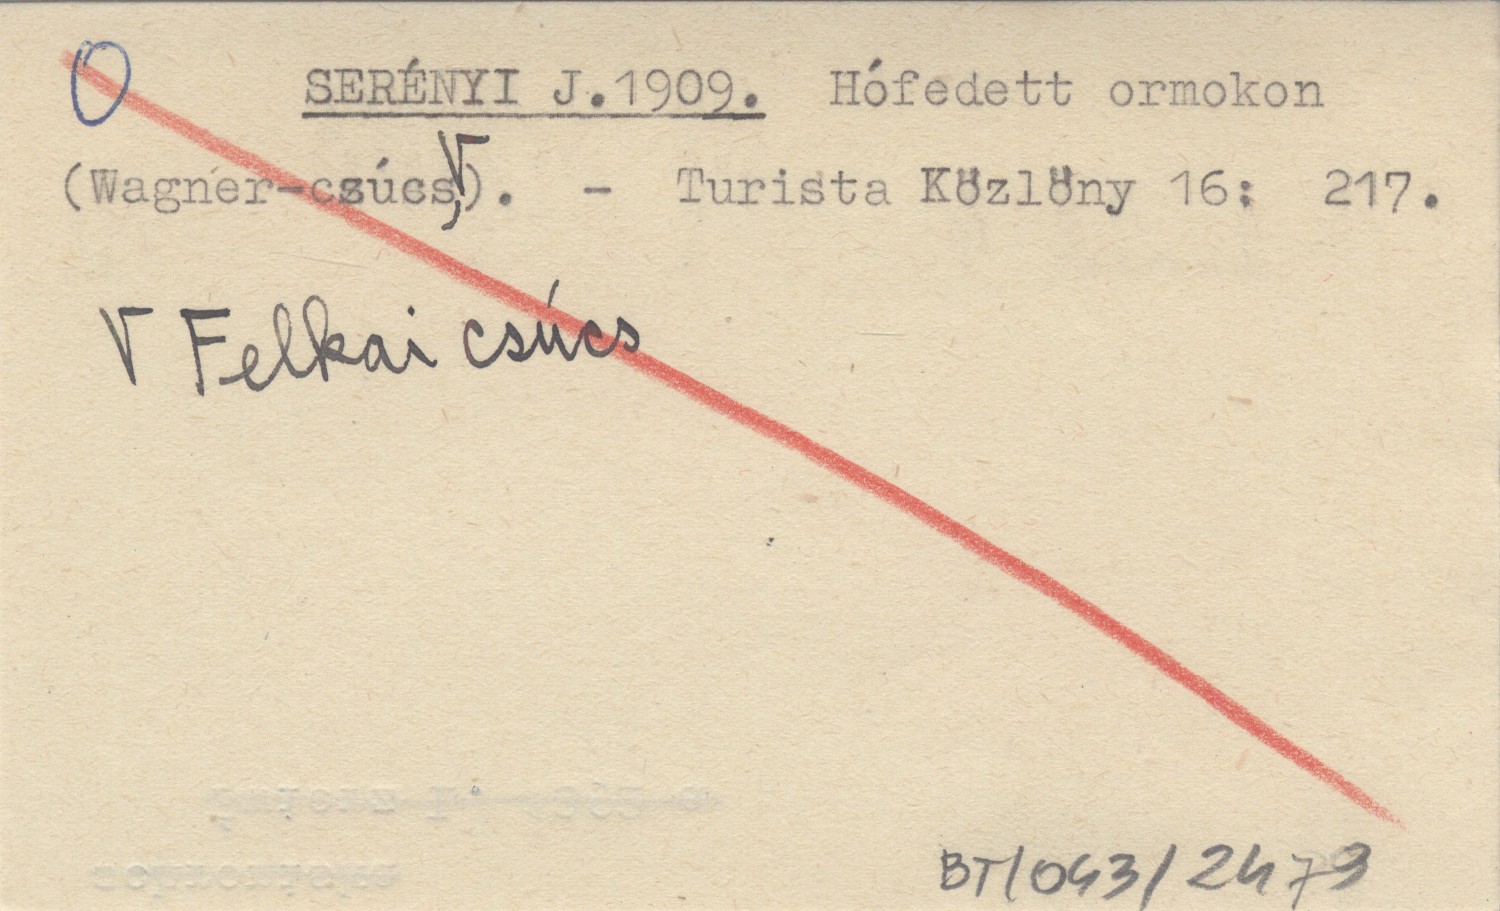 SERÉNYI J.1909. Hófedett ormokon
(Wagner-csúcs,). - Turista Közlöny 16: 217.
Felkai csúcs
BT/043/2479